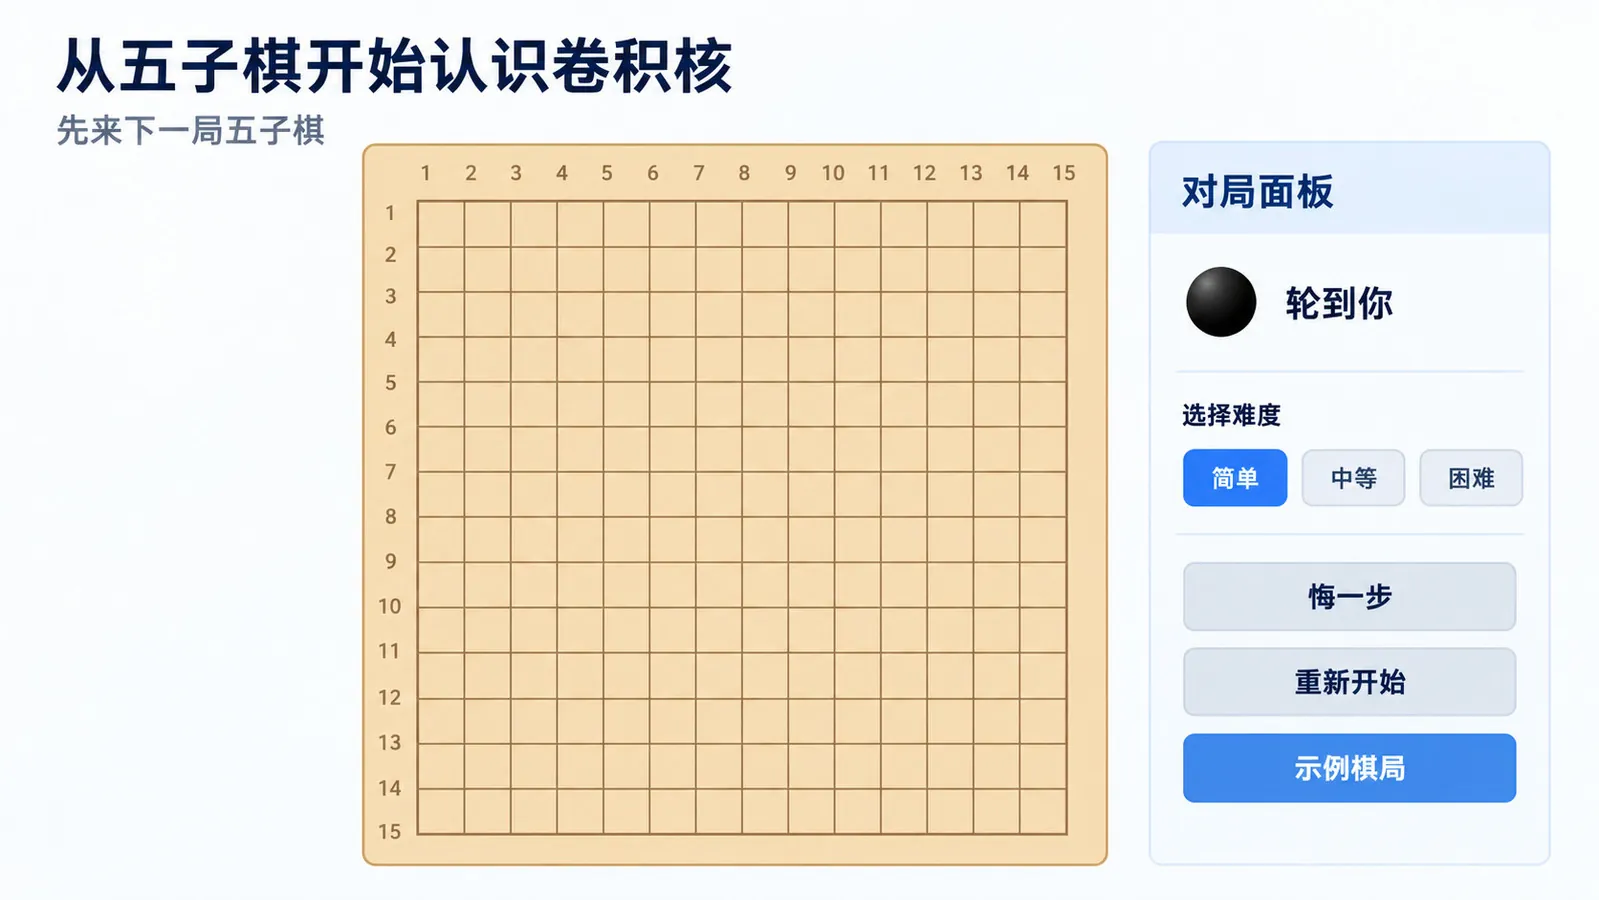 从五子棋开始认识卷积核
先来下一局五子棋
1 2 3 4 5 6 7 8 9 10 11 12 13 14 15
1
2
3
4
5
6
7
8
9
10
11
12
13
14
15
对局面板
轮到你
选择难度
简单 中等 困难
悔一步
重新开始
示例棋局